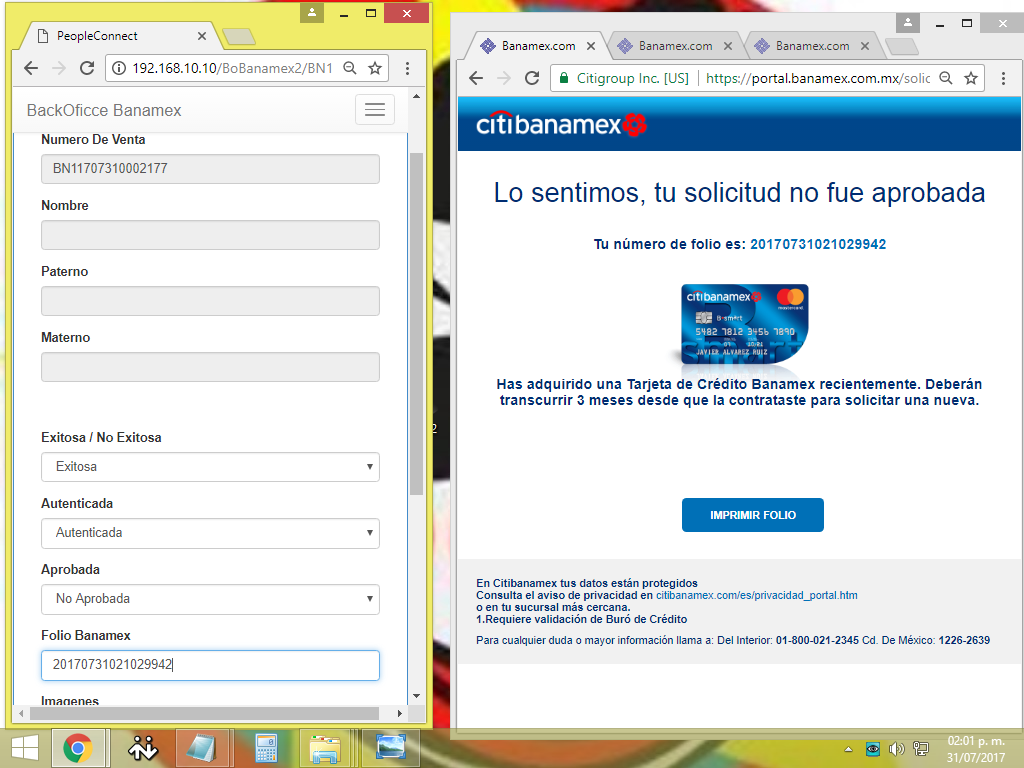 PeopleConnect
192.168.10.10/BoBanamex2/BN1
BackOficce Banamex
Numero De Venta
BN11707310002177
Nombre
Paterno
Materno
Exitosa / No Exitosa
Exitosa
Autenticada
Autenticada
Aprobada
No Aprobada
Folio Banamex
20170731021029942
Imagenes
2
Banamex.com
Banamex.com
Banamex.com
Citigroup Inc. [US]
https://portal.banamex.com.mx/solic
citibanamex
Lo sentimos, tu solicitud no fue aprobada
Tu número de folio es: 20170731021029942
citibanamex
mastercard
B•smart
5482 7812 3456 7890
10/21
JAVIER ALVAREZ RUIZ
Has adquirido una Tarjeta de Crédito Banamex recientemente. Deberán
transcurrir 3 meses desde que la contrataste para solicitar una nueva.
IMPRIMIR FOLIO
En Citibanamex tus datos están protegidos
Consulta el aviso de privacidad en citibanamex.com/es/privacidad_portal.htm
o en tu sucursal más cercana.
1.Requiere validación de Buró de Crédito
Para cualquier duda o mayor información llama a: Del Interior: 01-800-021-2345 Cd. De México: 1226-2639
02:01 p. m.
31/07/2017